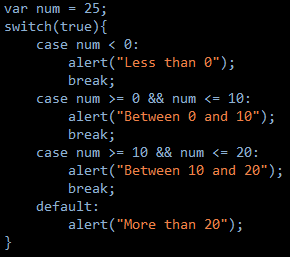 var num = 25;
switch(true){
    case num < 0:
        alert("Less than 0");
        break;
    case num >= 0 && num <= 10:
        alert("Between 0 and 10");
        break;
    case num >= 10 && num <= 20:
        alert("Between 10 and 20");
        break;
    default:
        alert("More than 20");
}